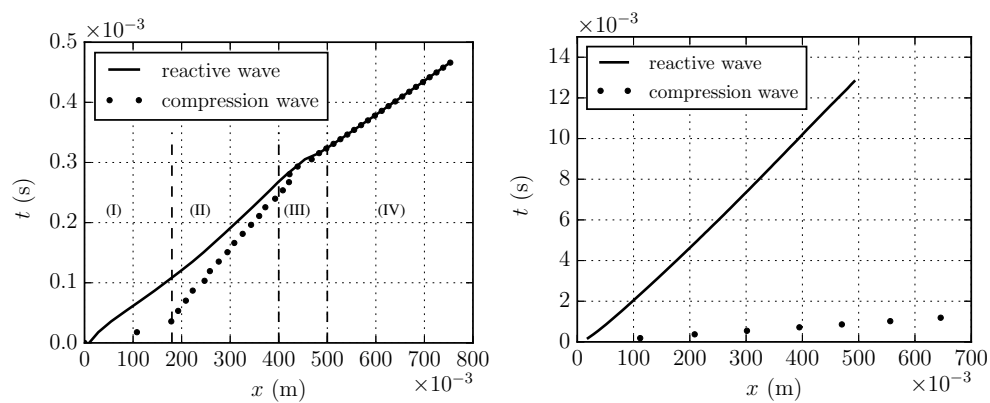 ×10⁻³
0.5
0.4
0.3
0.2
0.1
0.0
t (s)
reactive wave
compression wave
(I)
(II)
(III)
(IV)
0 100 200 300 400 500 600 700 800
x (m)
×10⁻³
×10⁻³
14
12
10
8
6
4
2
0
t (s)
reactive wave
compression wave
0 100 200 300 400 500 600 700
x (m)
×10⁻³